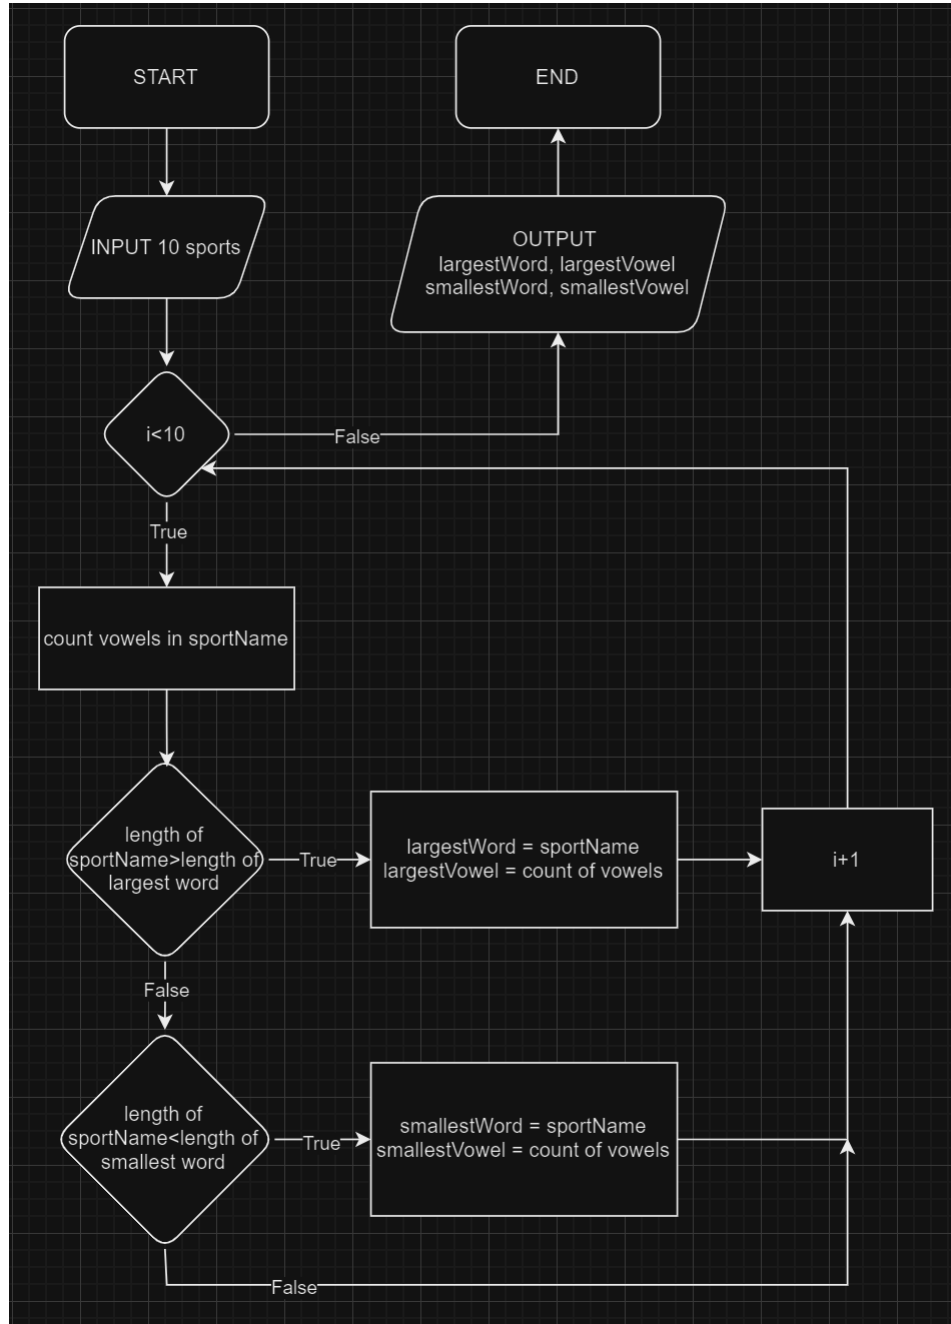 START
END
INPUT 10 sports
OUTPUT
largestWord, largestVowel
smallestWord, smallestVowel
i<10
False
True
count vowels in sportName
length of
sportName>length of
largest word
True
largestWord = sportName
largestVowel = count of vowels
i+1
False
length of
sportName<length of
smallest word
True
smallestWord = sportName
smallestVowel = count of vowels
False